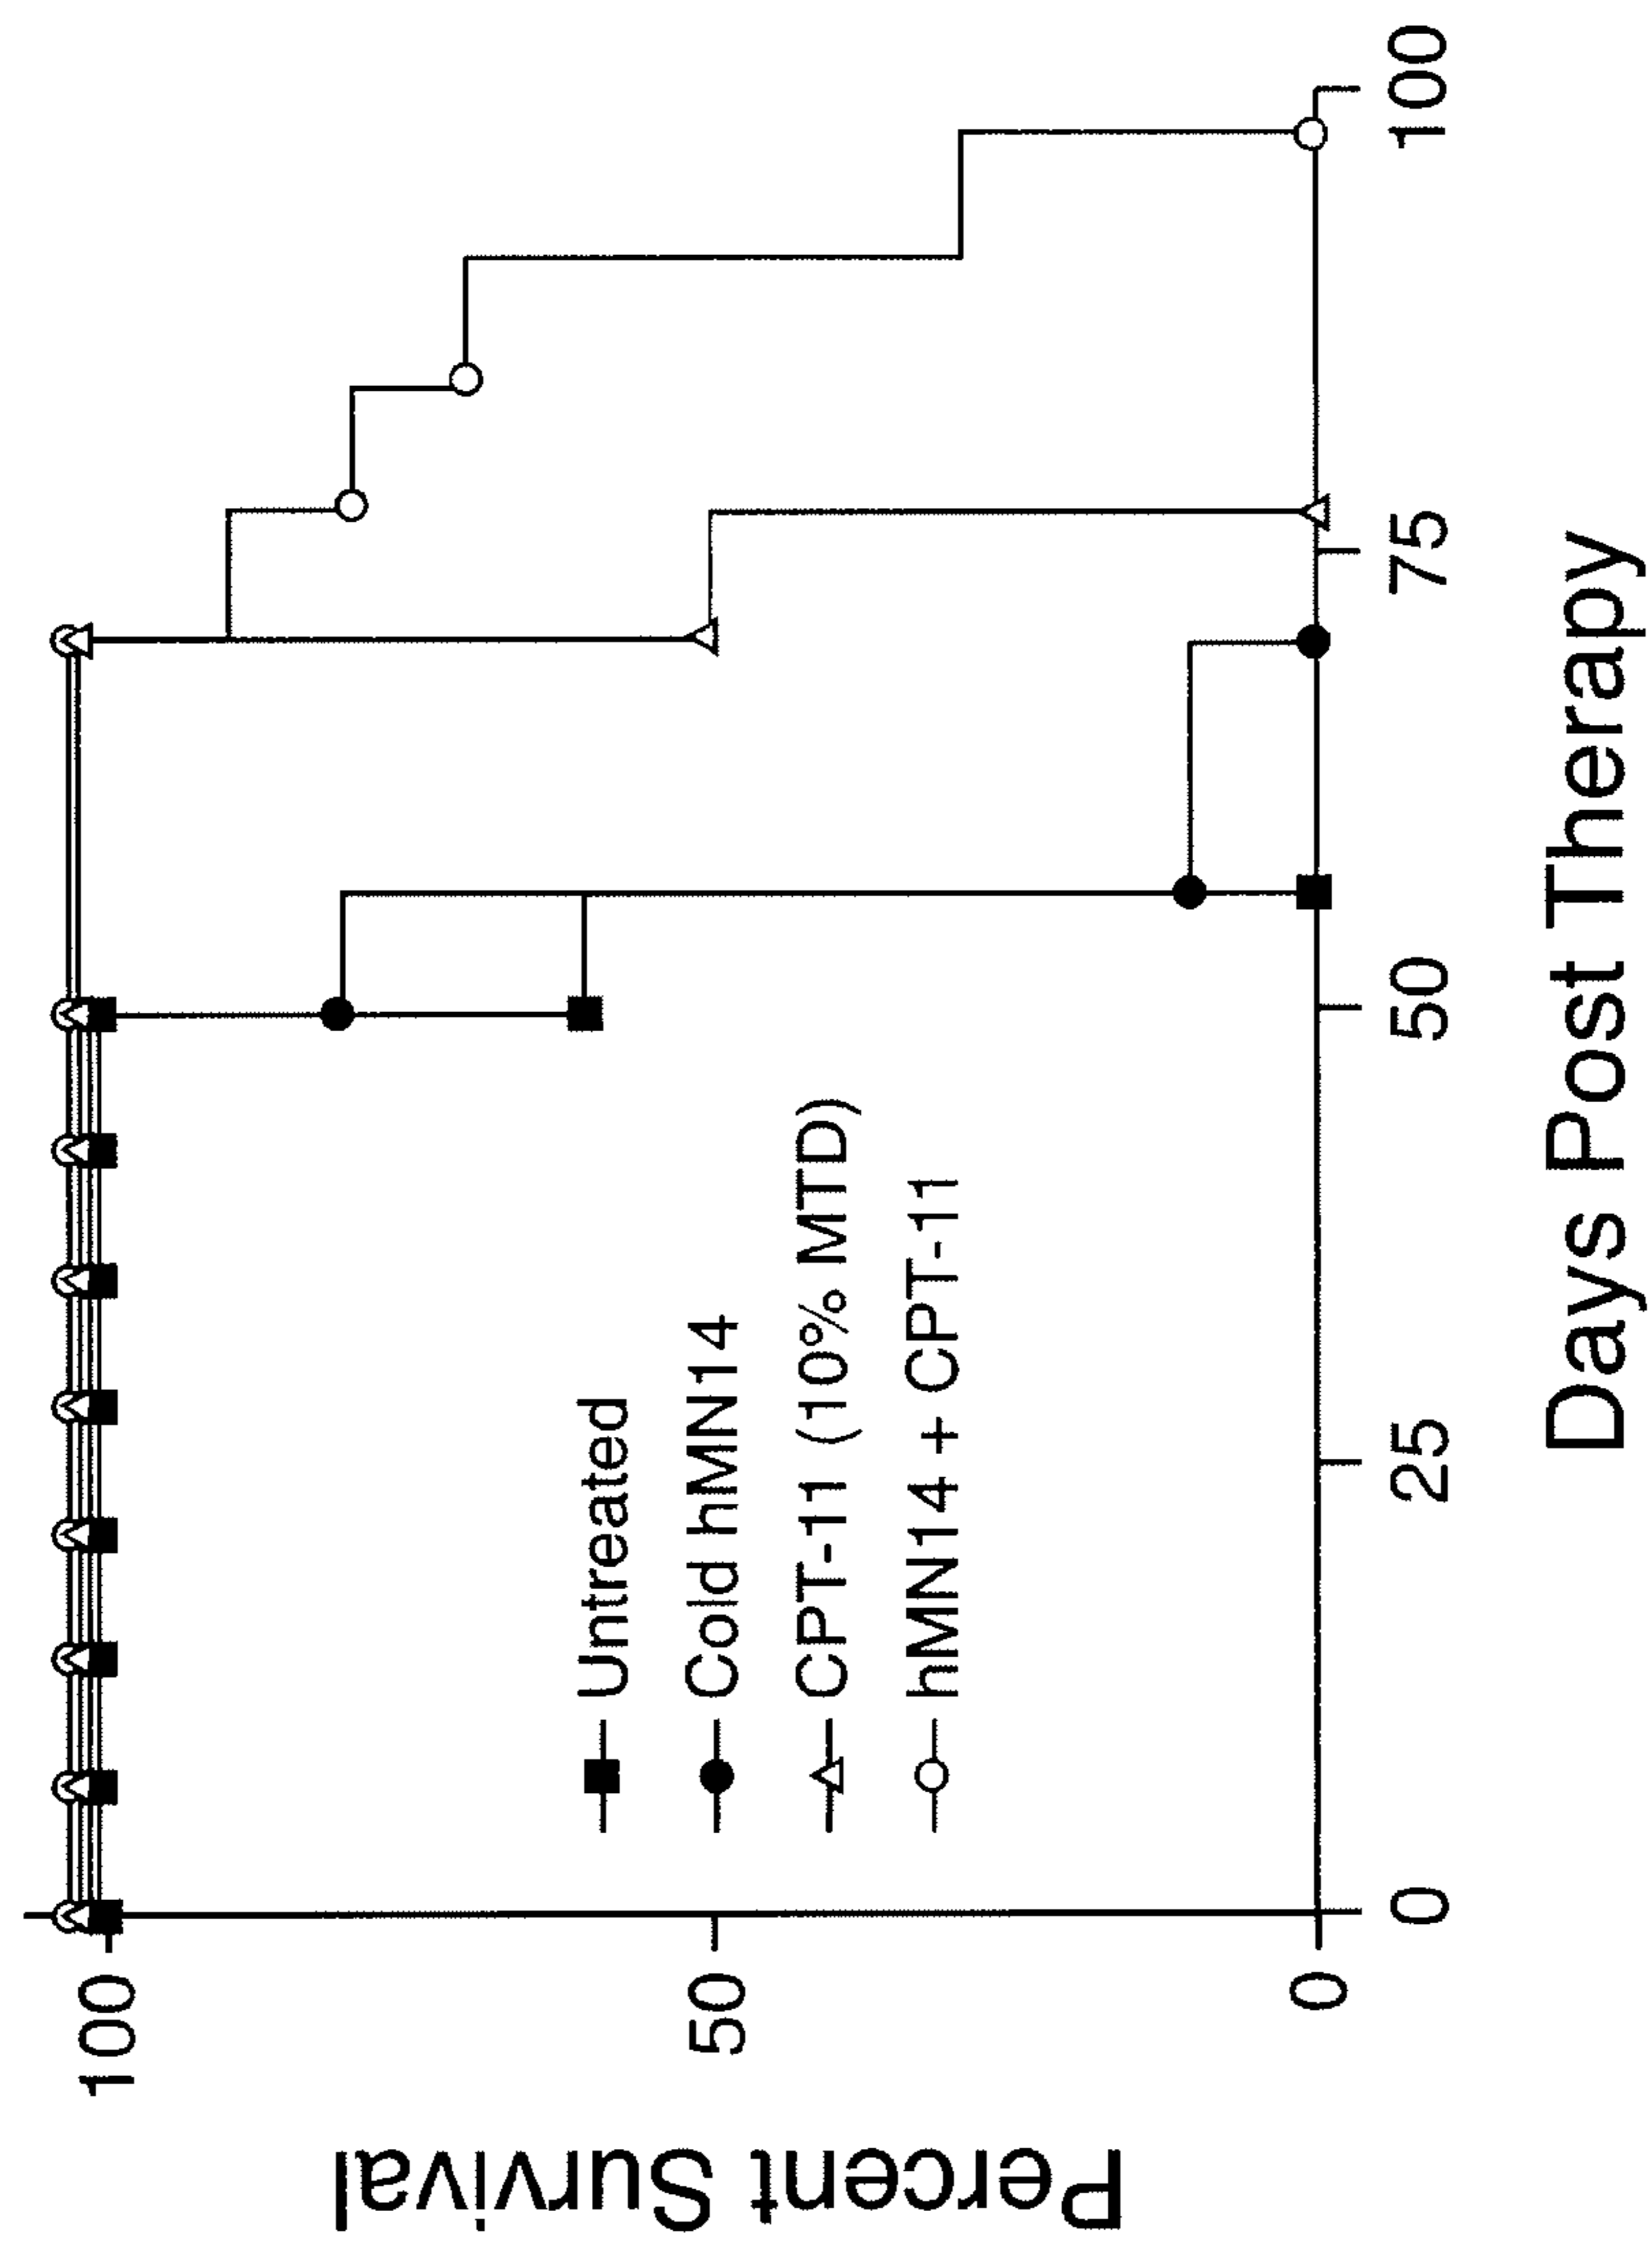 Percent Survival
100
50
0
Untreated
Cold hMN14
CPT-11 (10% MTD)
hMN14 + CPT-11
0
25
50
75
100
Days Post Therapy